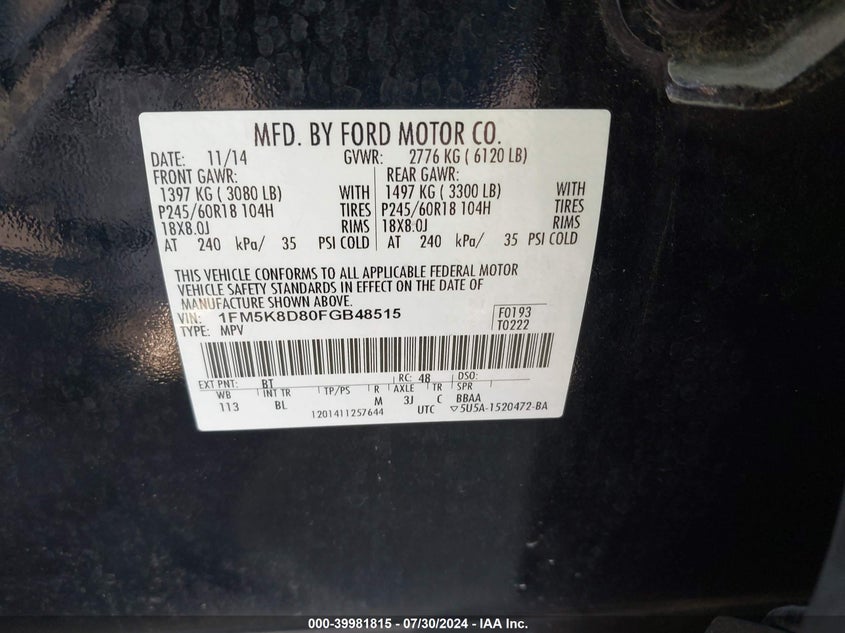 MFD. BY FORD MOTOR CO.
DATE: 11/14 GVWR: 2776 KG ( 6120 LB)
FRONT GAWR: REAR GAWR:
1397 KG ( 3080 LB) WITH 1497 KG ( 3300 LB) WITH
P245/60R18 104H TIRES P245/60R18 104H TIRES
18X8.0J RIMS 18X8.0J RIMS
AT 240 kPa/ 35 PSI COLD AT 240 kPa/ 35 PSI COLD
THIS VEHICLE CONFORMS TO ALL APPLICABLE FEDERAL MOTOR
VEHICLE SAFETY STANDARDS IN EFFECT ON THE DATE OF
MANUFACTURE SHOWN ABOVE.
VIN: 1FM5K8D80FGB48515 F0193
TYPE: MPV T0222
EXT PNT: BT RC: 48 DSO:
WB INT TR TP/PS R AXLE TR SPR
113 BL M 3J C BBAA
1201411257644 UTC ▽5U5A-1520472-BA
000-39981815 - 07/30/2024 - IAA Inc.